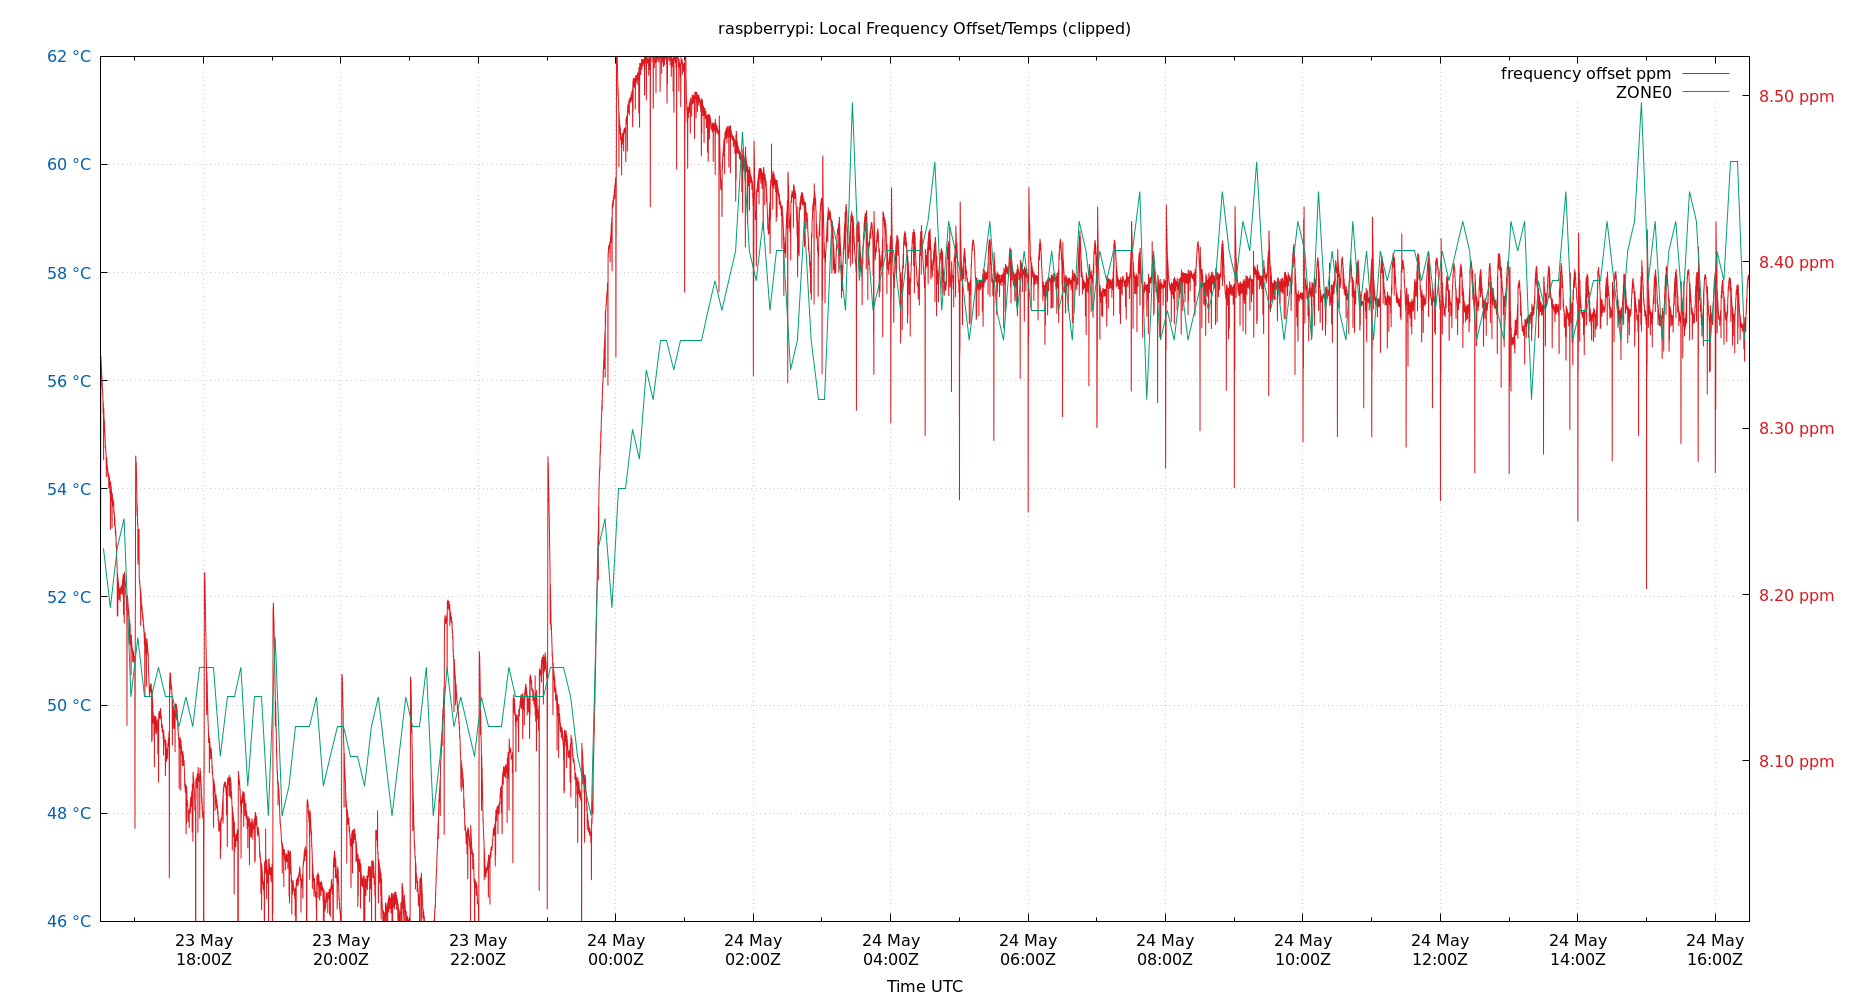 raspberrypi: Local Frequency Offset/Temps (clipped)
62 °C
60 °C
58 °C
56 °C
54 °C
52 °C
50 °C
48 °C
46 °C
frequency offset ppm
ZONE0
8.50 ppm
8.40 ppm
8.30 ppm
8.20 ppm
8.10 ppm
23 May
18:00Z
23 May
20:00Z
23 May
22:00Z
24 May
00:00Z
24 May
02:00Z
24 May
04:00Z
24 May
06:00Z
24 May
08:00Z
24 May
10:00Z
24 May
12:00Z
24 May
14:00Z
24 May
16:00Z
Time UTC